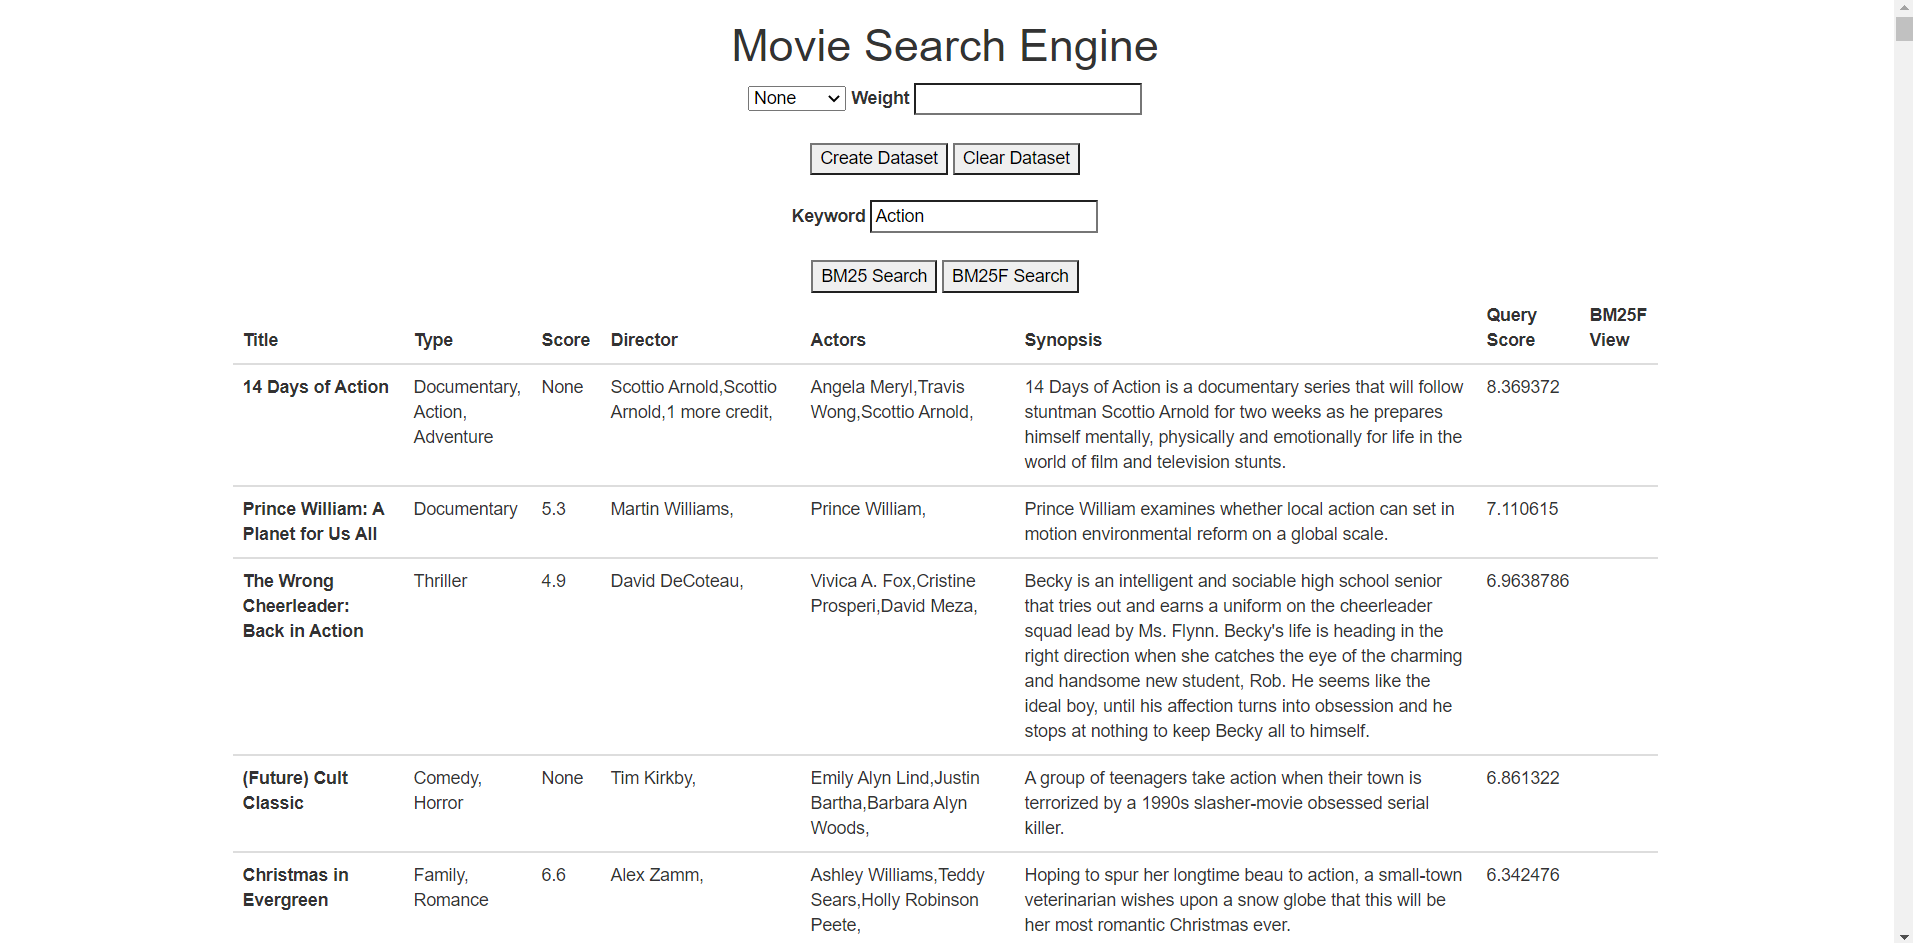 Movie Search Engine
None Weight
Create Dataset Clear Dataset
Keyword Action
BM25 Search BM25F Search
Title Type Score Director Actors Synopsis Query Score BM25F View
14 Days of Action
Documentary,
Action,
Adventure
None
Scottio Arnold,Scottio
Arnold,1 more credit,
Angela Meryl,Travis
Wong,Scottio Arnold,
14 Days of Action is a documentary series that will follow
stuntman Scottio Arnold for two weeks as he prepares
himself mentally, physically and emotionally for life in the
world of film and television stunts.
8.369372
Prince William: A
Planet for Us All
Documentary
5.3
Martin Williams,
Prince William,
Prince William examines whether local action can set in
motion environmental reform on a global scale.
7.110615
The Wrong
Cheerleader:
Back in Action
Thriller
4.9
David DeCoteau,
Vivica A. Fox,Cristine
Prosperi,David Meza,
Becky is an intelligent and sociable high school senior
that tries out and earns a uniform on the cheerleader
squad lead by Ms. Flynn. Becky's life is heading in the
right direction when she catches the eye of the charming
and handsome new student, Rob. He seems like the
ideal boy, until his affection turns into obsession and he
stops at nothing to keep Becky all to himself.
6.9638786
(Future) Cult
Classic
Comedy,
Horror
None
Tim Kirkby,
Emily Alyn Lind,Justin
Bartha,Barbara Alyn
Woods,
A group of teenagers take action when their town is
terrorized by a 1990s slasher-movie obsessed serial
killer.
6.861322
Christmas in
Evergreen
Family,
Romance
6.6
Alex Zamm,
Ashley Williams,Teddy
Sears,Holly Robinson
Peete,
Hoping to spur her longtime beau to action, a small-town
veterinarian wishes upon a snow globe that this will be
her most romantic Christmas ever.
6.342476